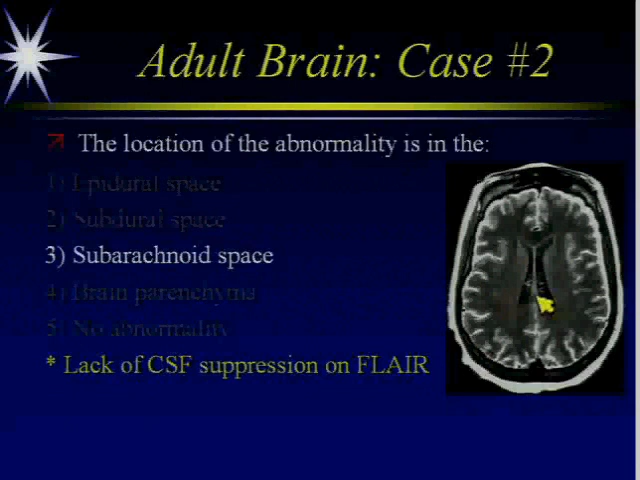 Adult Brain: Case #2
The location of the abnormality is in the:
1) Epidural space
2) Subdural space
3) Subarachnoid space
4) Brain parenchyma
5) No abnormality
* Lack of CSF suppression on FLAIR